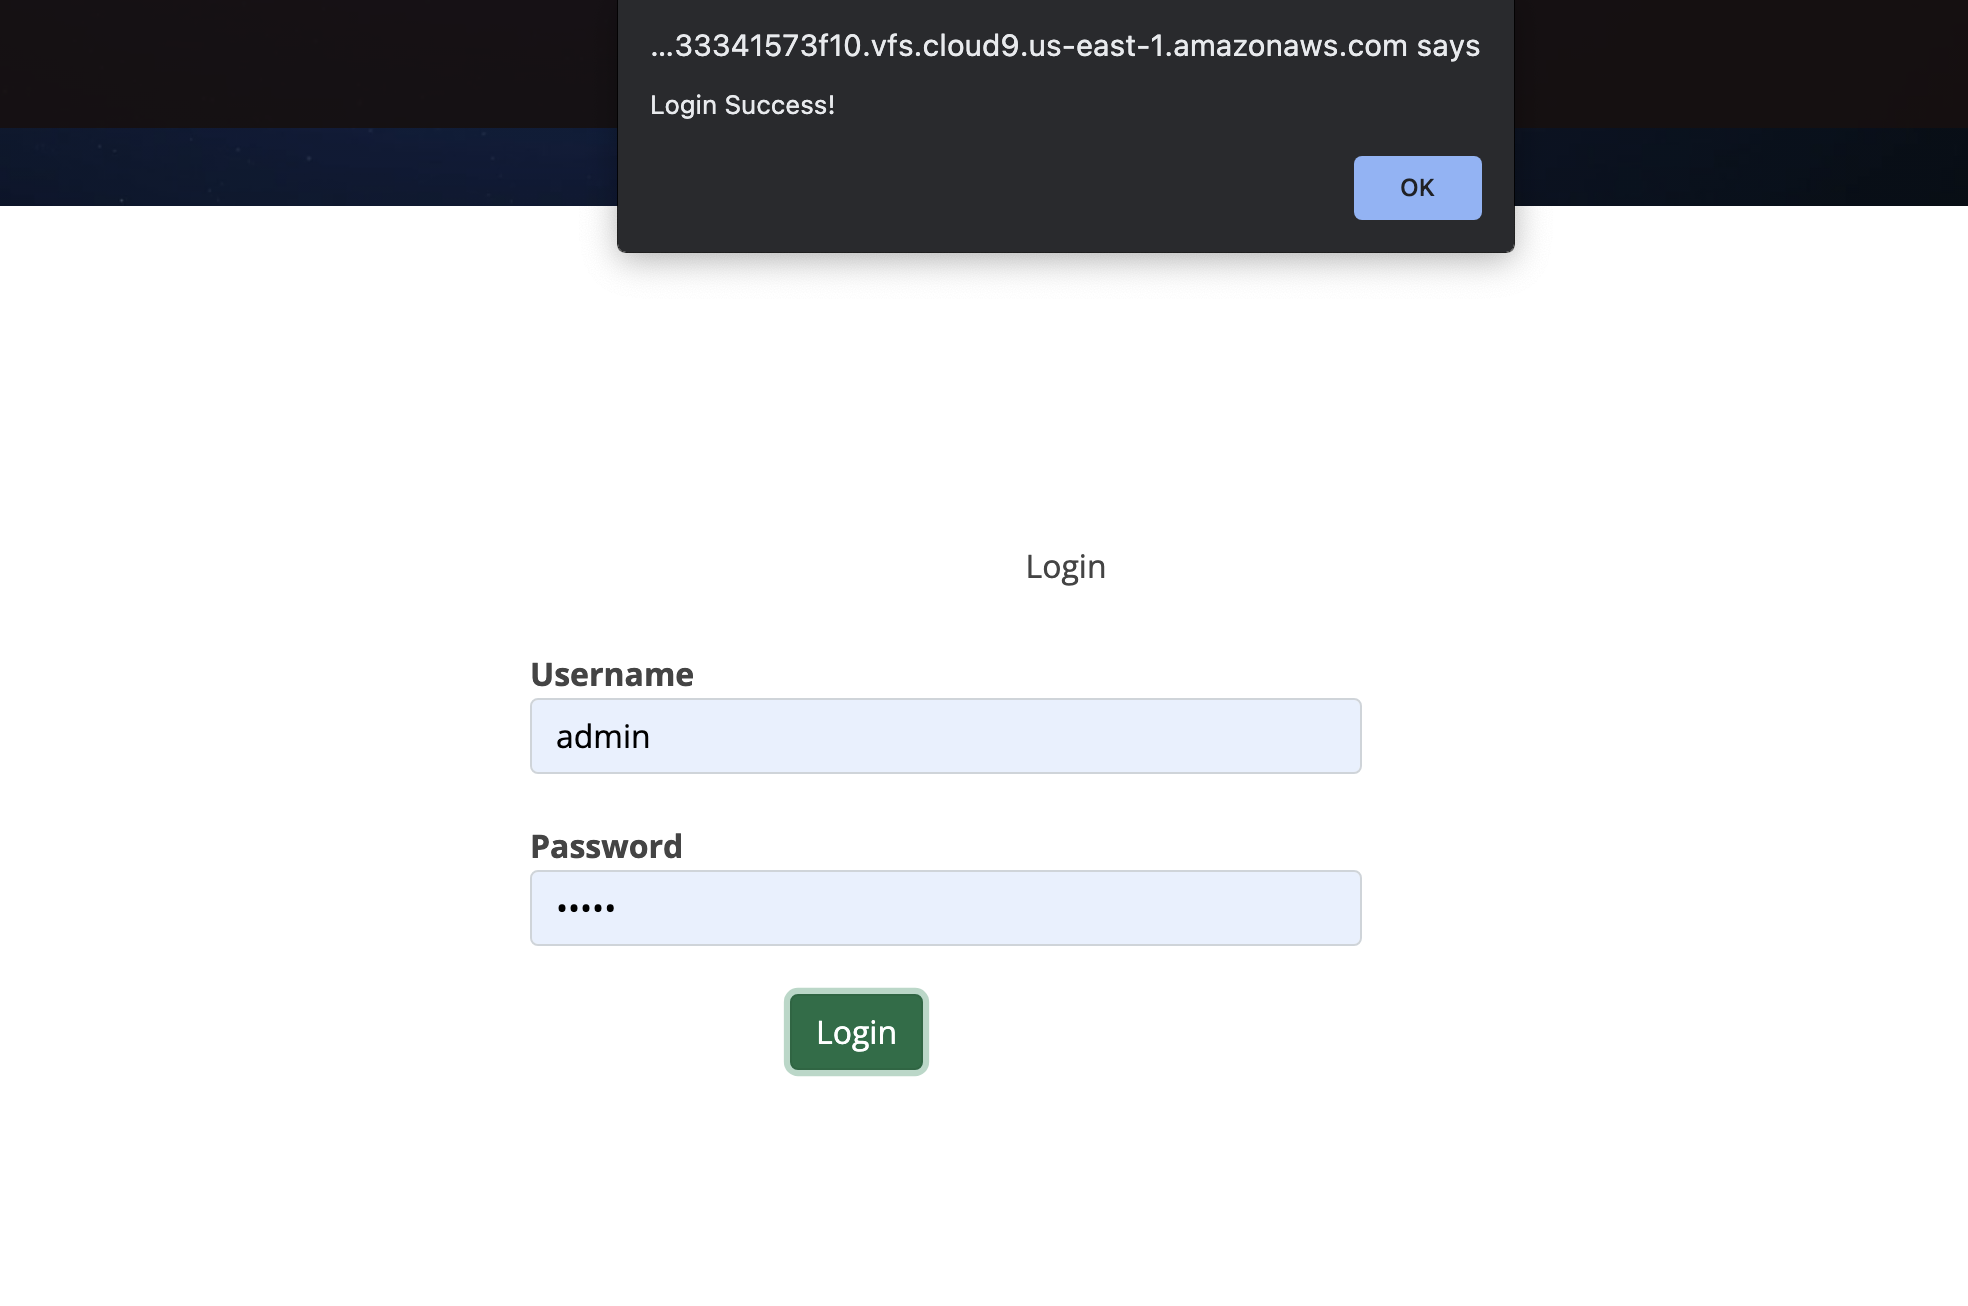 ...33341573f10.vfs.cloud9.us-east-1.amazonaws.com says
Login Success!
OK
Login
Username
admin
Password
•••••
Login